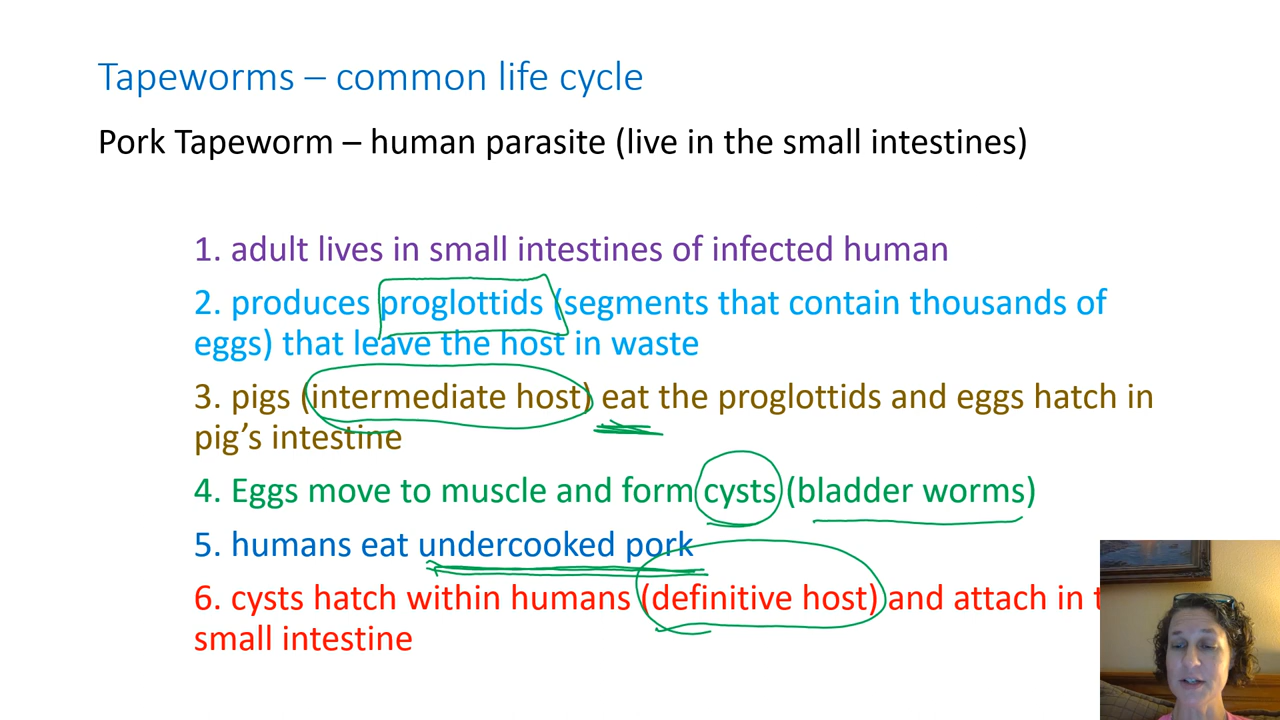 Tapeworms – common life cycle
Pork Tapeworm – human parasite (live in the small intestines)
1. adult lives in small intestines of infected human
2. produces proglottids (segments that contain thousands of
eggs) that leave the host in waste
3. pigs (intermediate host) eat the proglottids and eggs hatch in
pig’s intestine
4. Eggs move to muscle and form cysts (bladder worms)
5. humans eat undercooked pork
6. cysts hatch within humans (definitive host) and attach in
small intestine